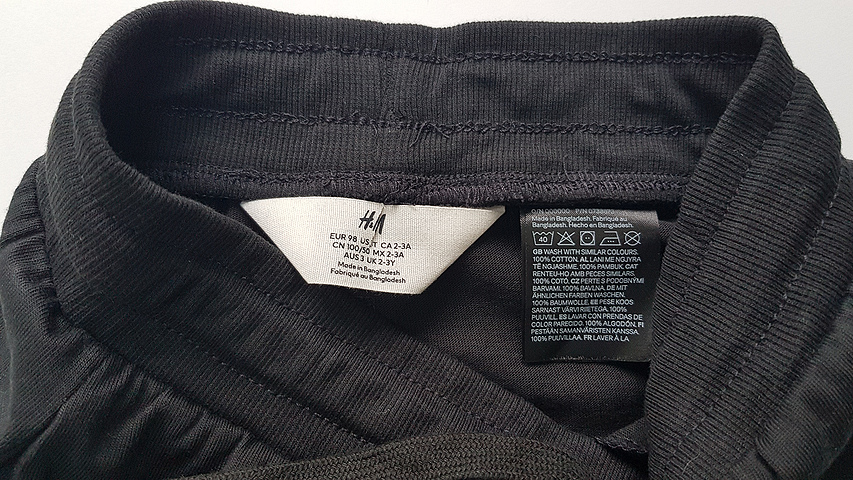 H&M
EUR 98 US 3T CA 2-3A
CN 100/50 MX 2-3A
AUS 3 UK 2-3Y
Made in Bangladesh
Fabriqué au Bangladesh
O/N 000000 P/N
Made in Bangladesh. Fabriqué au
Bangladesh. Hecho en Bangladesh.
40
GB WASH WITH SIMILAR COLOURS.
100% COTTON. AL LANI ME NGJYRA
TË NGJASHME. 100% PAMBUK. CAT
RENTEU-HO AMB PECES SIMILARS,
100% COTÓ. CZ PERTE S PODOBNÝMI
BARVAMI. 100% BAVLNA. DE MIT
ÄHNLICHEN FARBEN WASCHEN.
100% BAUMWOLLE. EE PESE KOOS
SARNAST VÄRVI RIIETEGA. 100%
PUUVILL. ES LAVAR CON PRENDAS DE
COLOR PARECIDO. 100% ALGODÓN. FI
PESTÄÄN SAMANVÄRISTEN KANSSA.
100% PUUVILLAA. FR LAVER À LA